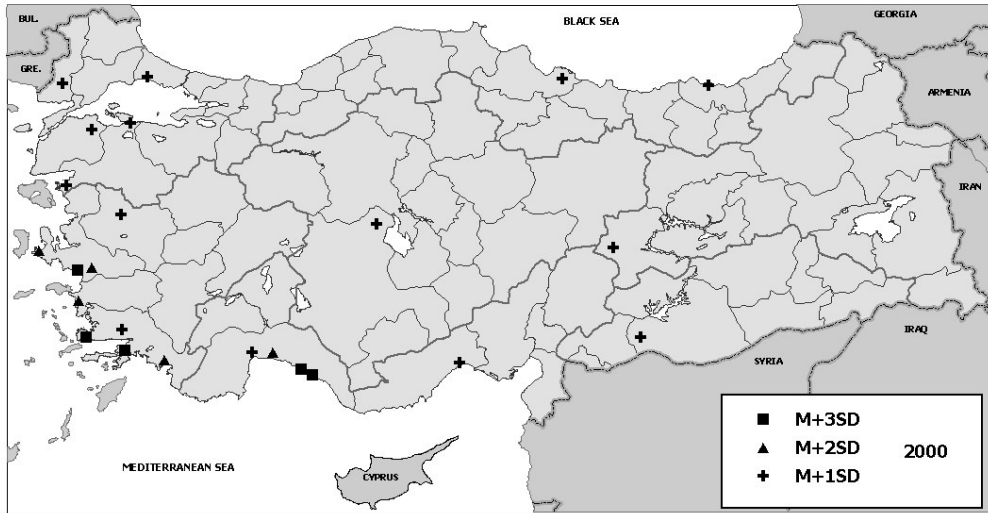 BUL.
BLACK SEA
GEORGIA
GRE.
ARMENIA
IRAN
IRAQ
SYRIA
M+3SD
M+2SD
2000
M+1SD
MEDITERRANEAN SEA
CYPRUS